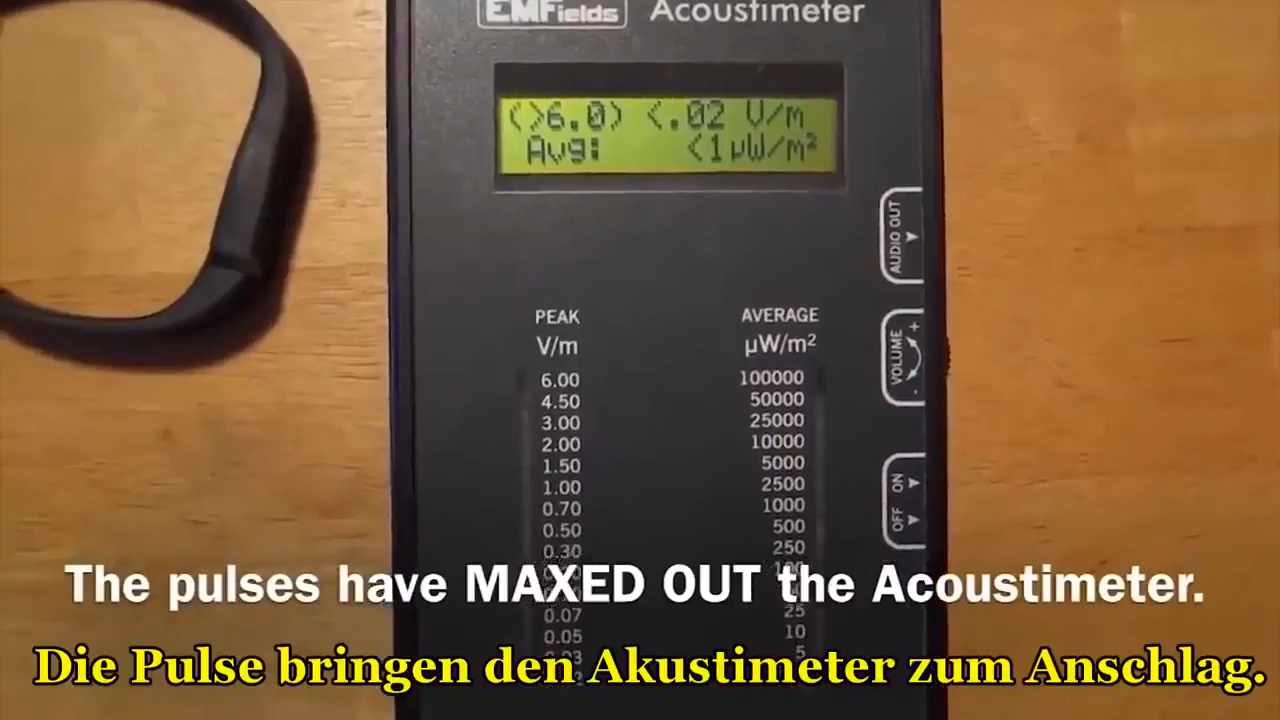 EMFields Acoustimeter
(>6.0) <.02 V/m
Avg: <1µW/m²
AUDIO OUT
PEAK AVERAGE
V/m µW/m²
VOLUME
+
-
6.00 100000
4.50 50000
3.00 25000
2.00 10000
1.50 5000
1.00 2500
0.70 1000
0.50 500
0.30 250
OFF ON
The pulses have MAXED OUT the Acoustimeter.
0.07 25
0.05 10
Die Pulse bringen den Akustimeter zum Anschlag.